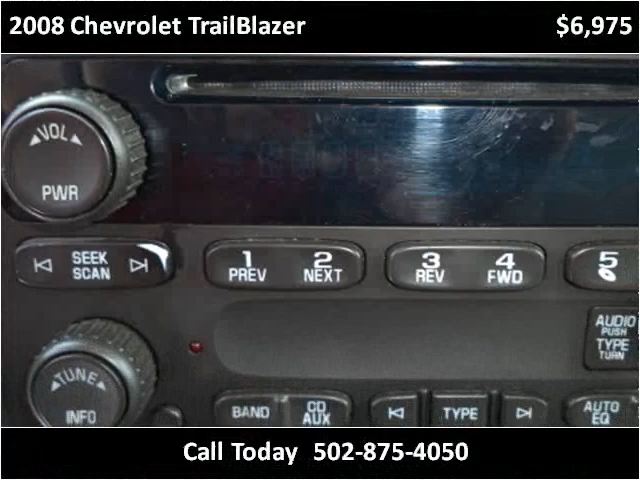 2008 Chevrolet TrailBlazer $6,975
VOL
PWR
SEEK
SCAN
1 2 3 4 5
PREV NEXT REV FWD
AUDIO
PUSH
TYPE
TURN
TUNE
INFO
BAND CD AUX TYPE AUTO EQ
Call Today 502-875-4050